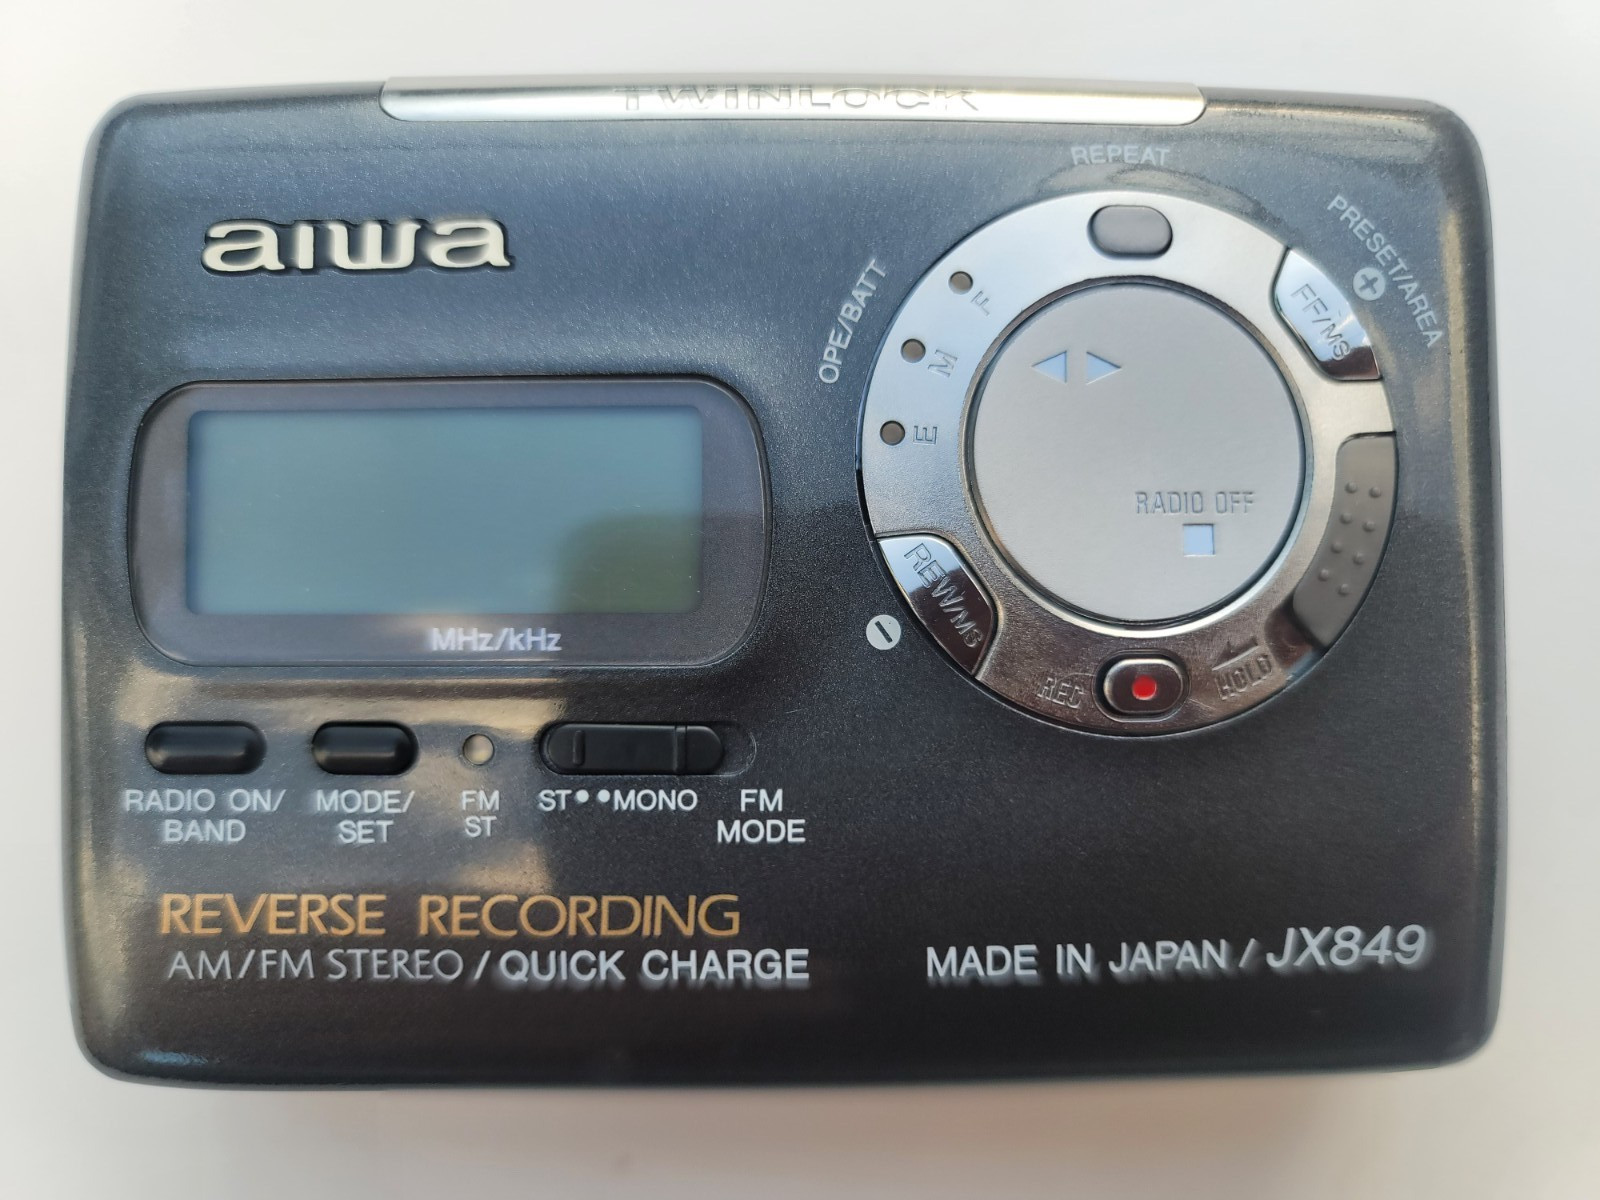 TWINLOCK
REPEAT
aiwa
PRESET/AREA
+
OPE/BATT
F
M
E
FF/MS
RADIO OFF
REW/MS
-
REC
HOLD
MHz/kHz
RADIO ON/
BAND
MODE/
SET
FM
ST
ST••MONO
FM
MODE
REVERSE RECORDING
AM/FM STEREO/QUICK CHARGE
MADE IN JAPAN/JX849